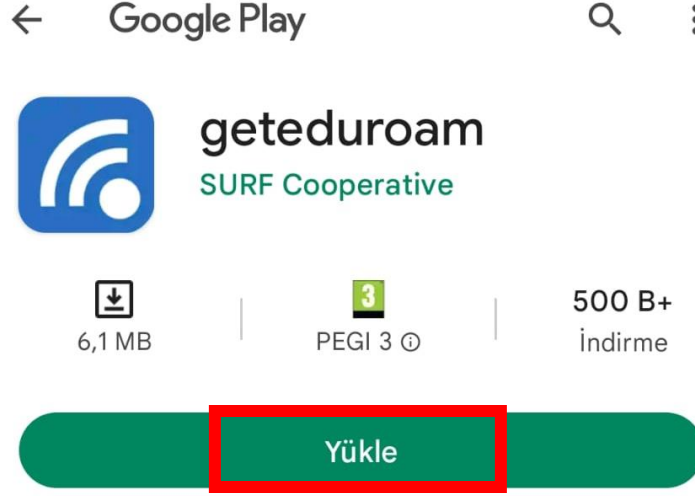 Google Play
geteduroam
SURF Cooperative
3
500 B+
6,1 MB
PEGI 3
İndirme
Yükle